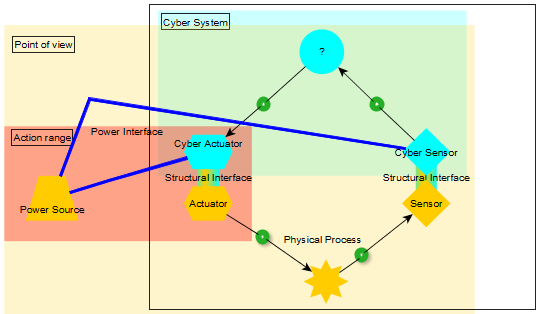 Cyber System
Point of view
?
Power Interface
Action range
Cyber Actuator
Cyber Sensor
Structural Interface
Structural Interface
Power Source
Actuator
Sensor
Physical Process